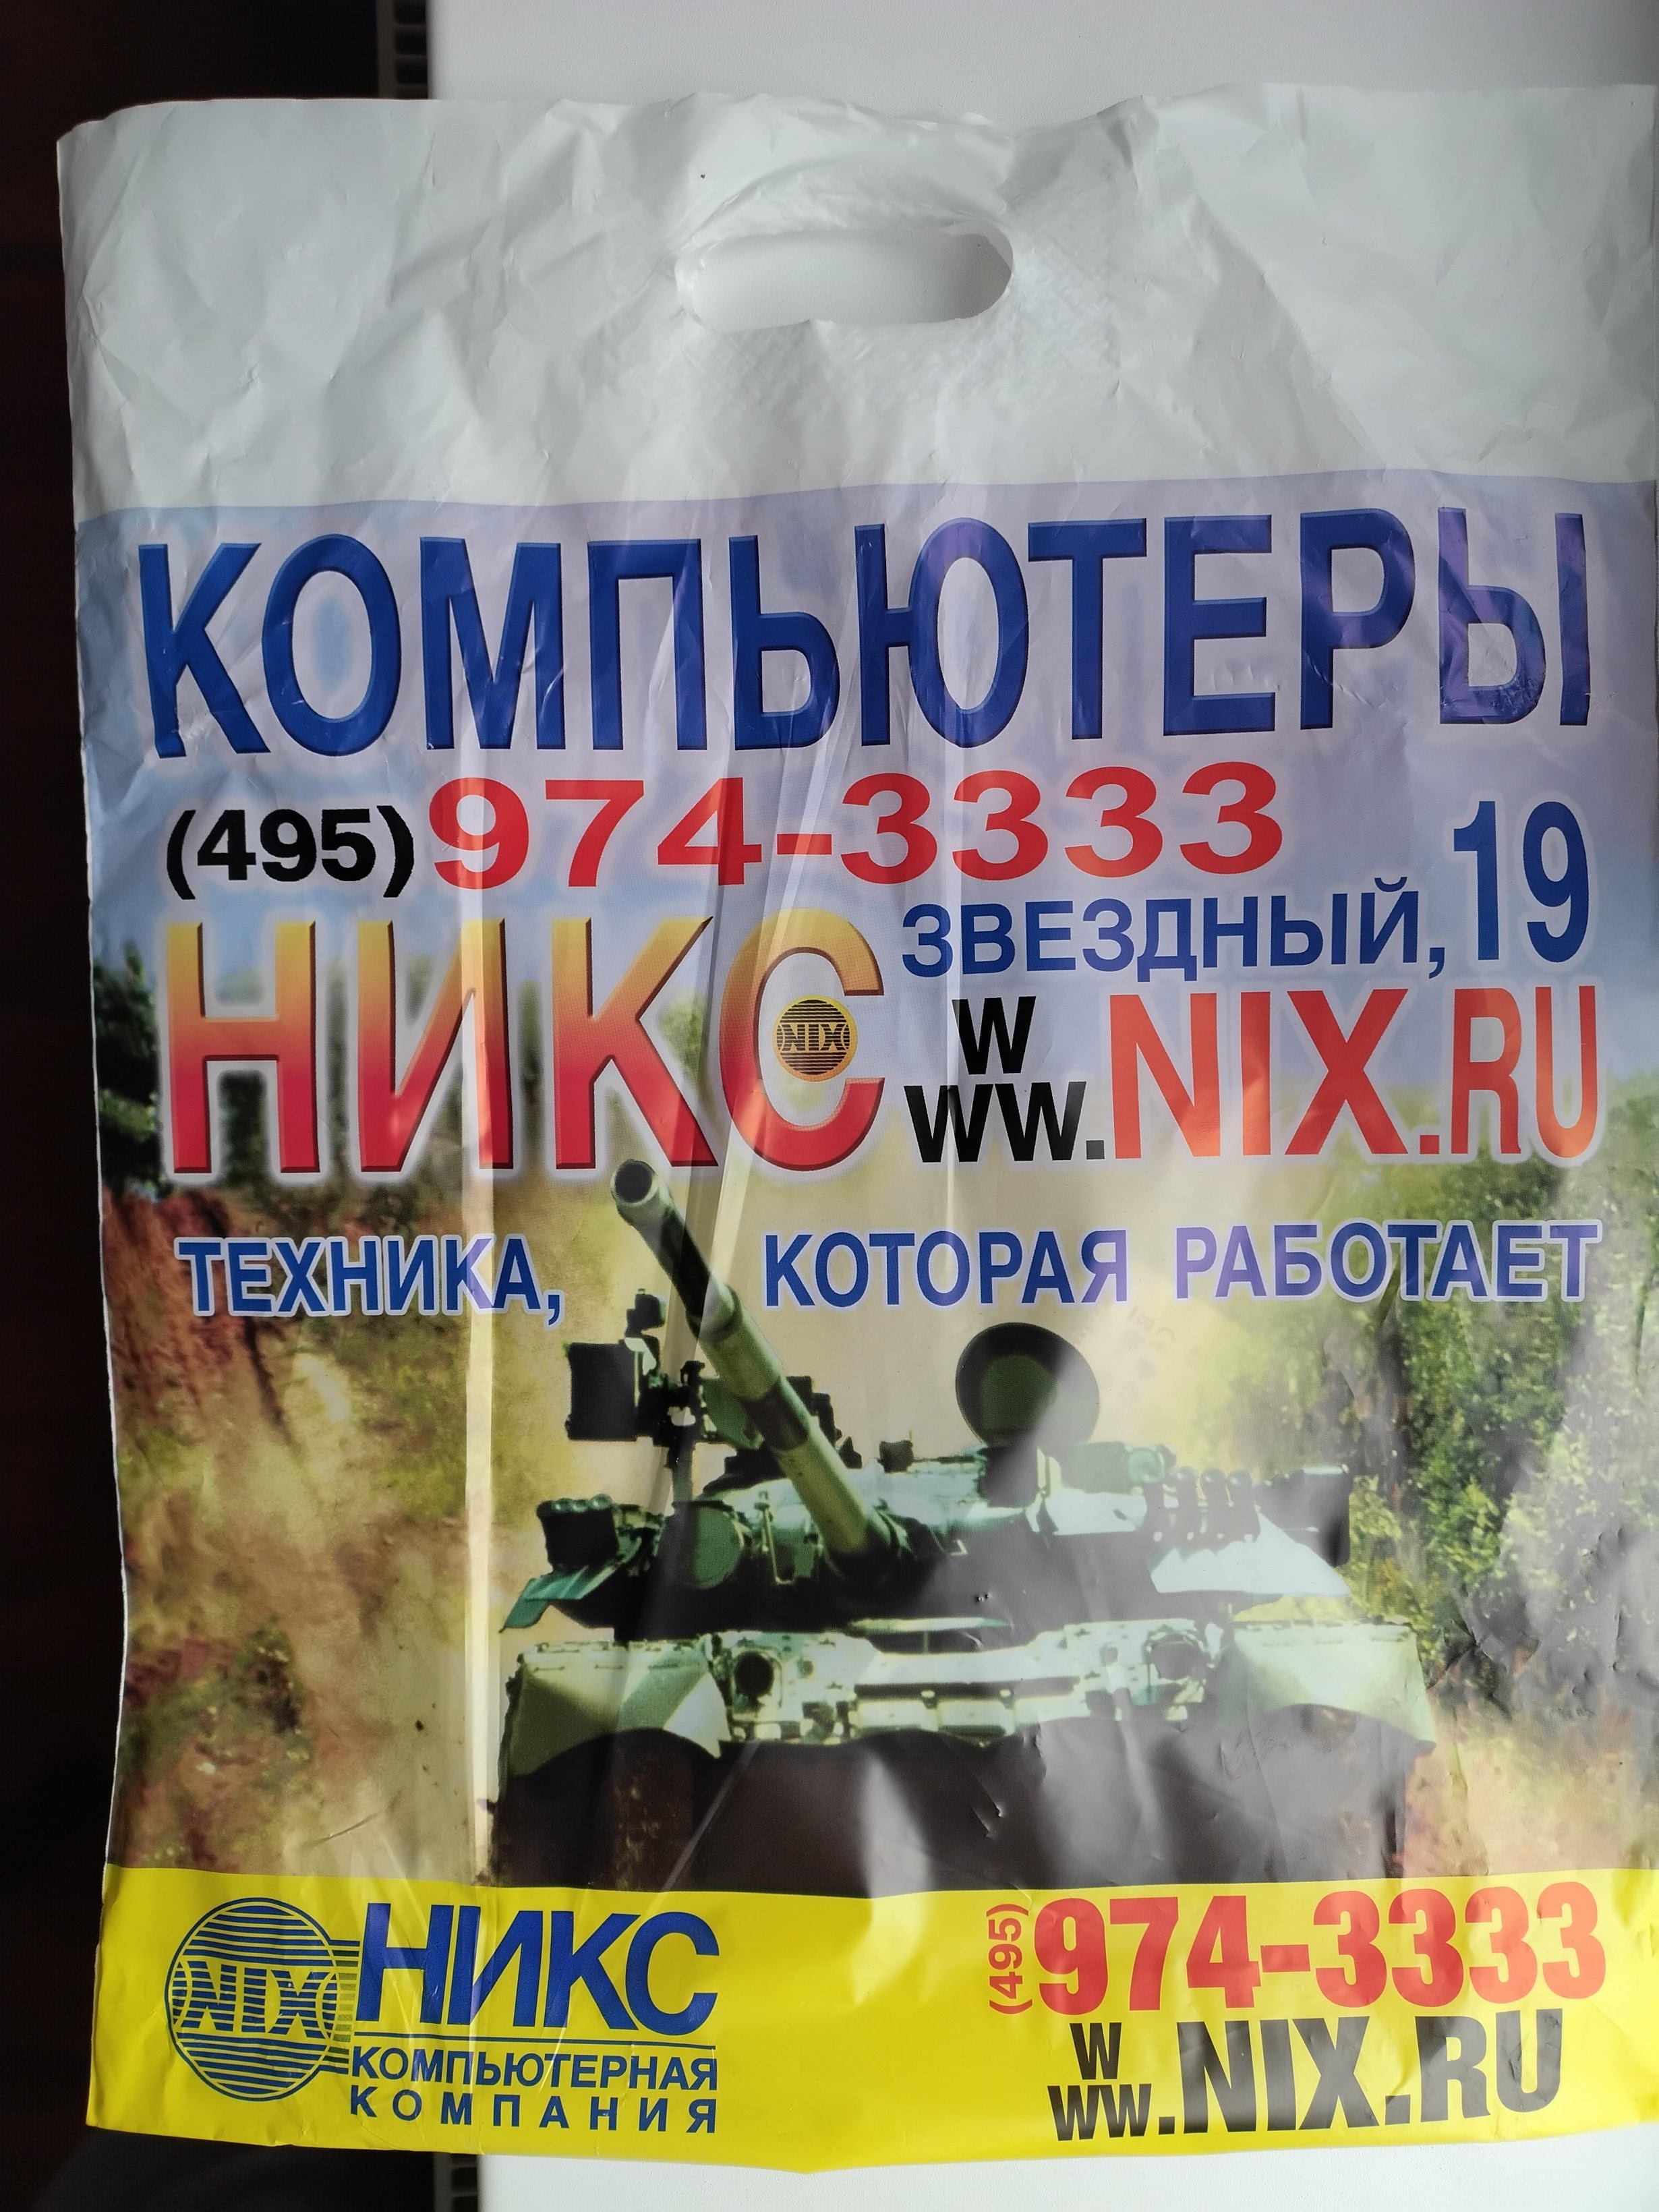 КОМПЬЮТЕРЫ
(495) 974-3333
НИКС
NIX
ЗВЕЗДНЫЙ, 19
WWW.NIX.RU
ТЕХНИКА, КОТОРАЯ РАБОТАЕТ
NIX
НИКС
КОМПЬЮТЕРНАЯ
КОМПАНИЯ
(495) 974-3333
WWW.NIX.RU